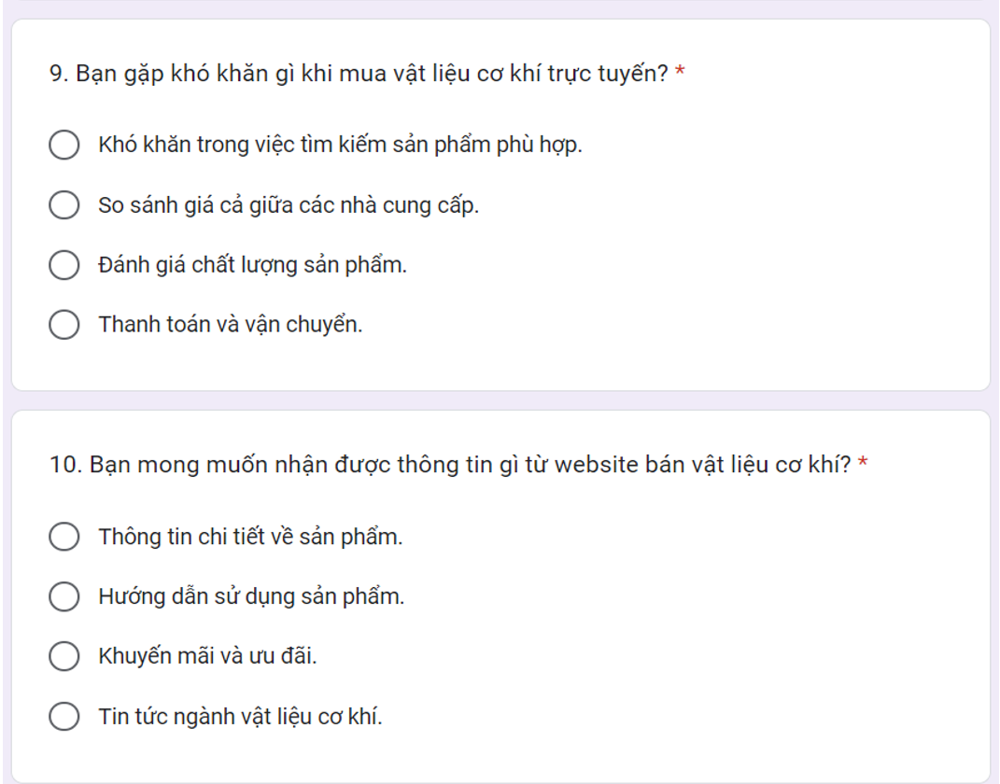 9. Bạn gặp khó khăn gì khi mua vật liệu cơ khí trực tuyến? *
Khó khăn trong việc tìm kiếm sản phẩm phù hợp.
So sánh giá cả giữa các nhà cung cấp.
Đánh giá chất lượng sản phẩm.
Thanh toán và vận chuyển.
10. Bạn mong muốn nhận được thông tin gì từ website bán vật liệu cơ khí? *
Thông tin chi tiết về sản phẩm.
Hướng dẫn sử dụng sản phẩm.
Khuyến mãi và ưu đãi.
Tin tức ngành vật liệu cơ khí.